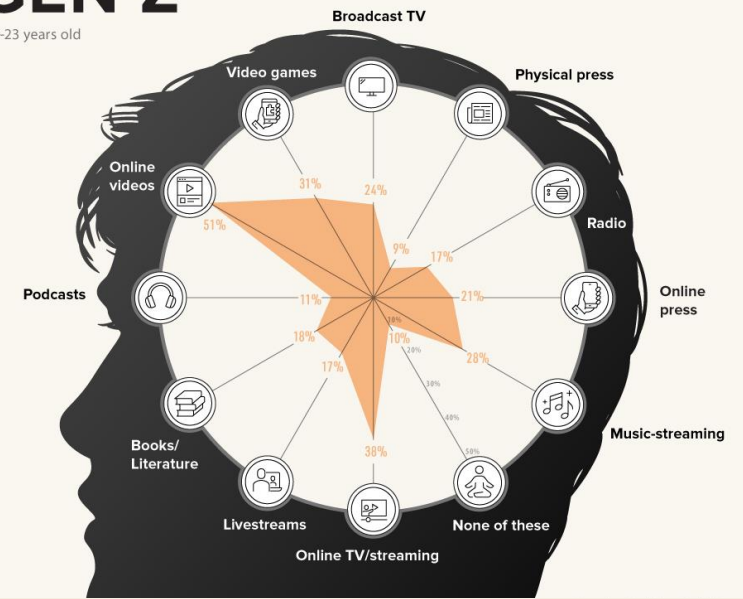 -23 years old
Broadcast TV
Video games
Physical press
Online
videos
Radio
Podcasts
Online
press
Books/
Literature
Music-streaming
Livestreams
None of these
Online TV/streaming
24%
31%
9%
51%
17%
11%
21%
18%
10%
28%
17%
38%
10%
20%
30%
40%
50%